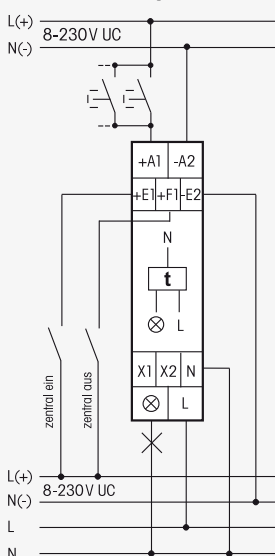 L(+)
8-230V UC
N(-)
+A1 -A2
+E1 +F1 -E2
N
t
L
X1 X2 N
L
zentral ein
zentral aus
L(+)
8-230V UC
N(-)
L
N